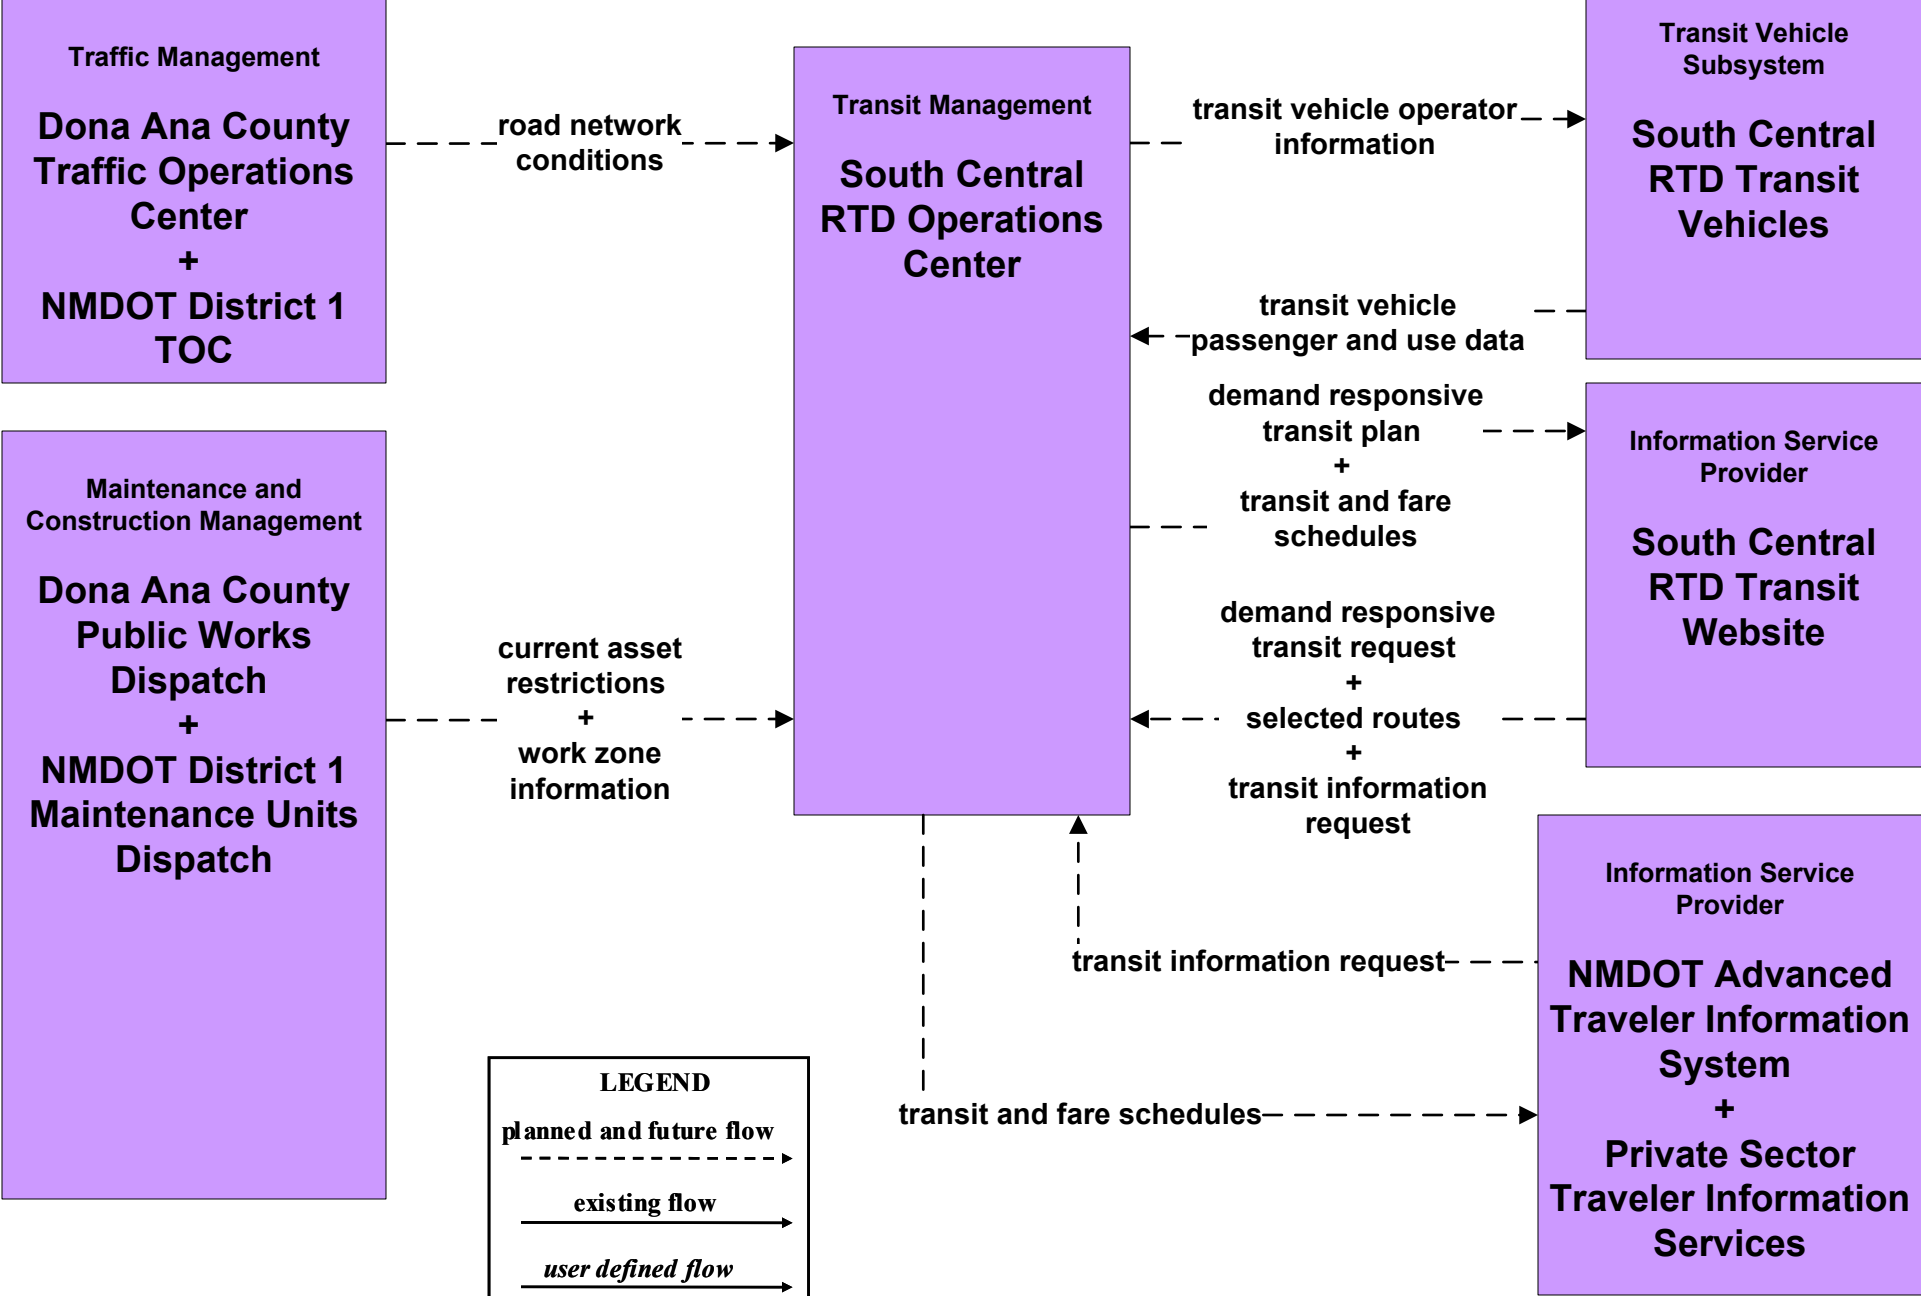 Traffic Management
Dona Ana County
Traffic Operations
Center
+
NMDOT District 1
TOC
road network
conditions
Transit Management
South Central
RTD Operations
Center
transit vehicle operator
information
Transit Vehicle
Subsystem
South Central
RTD Transit
Vehicles
transit vehicle
passenger and use data
demand responsive
transit plan
+
transit and fare
schedules
Information Service
Provider
South Central
RTD Transit
Website
Maintenance and
Construction Management
Dona Ana County
Public Works
Dispatch
+
NMDOT District 1
Maintenance Units
Dispatch
current asset
restrictions
+
work zone
information
demand responsive
transit request
+
selected routes
+
transit information
request
Information Service
Provider
NMDOT Advanced
Traveler Information
System
+
Private Sector
Traveler Information
Services
transit information request
transit and fare schedules
LEGEND
planned and future flow
existing flow
user defined flow